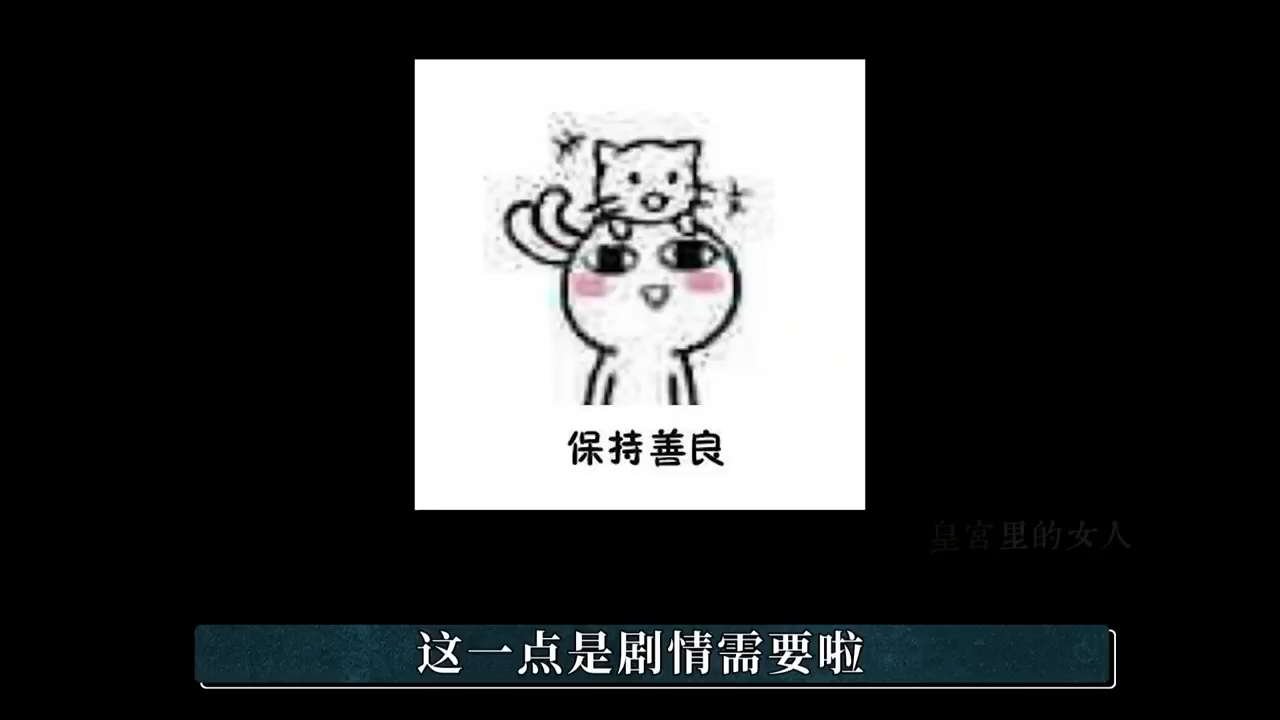 保持善良
皇宫里的女人
这一点是剧情需要啦